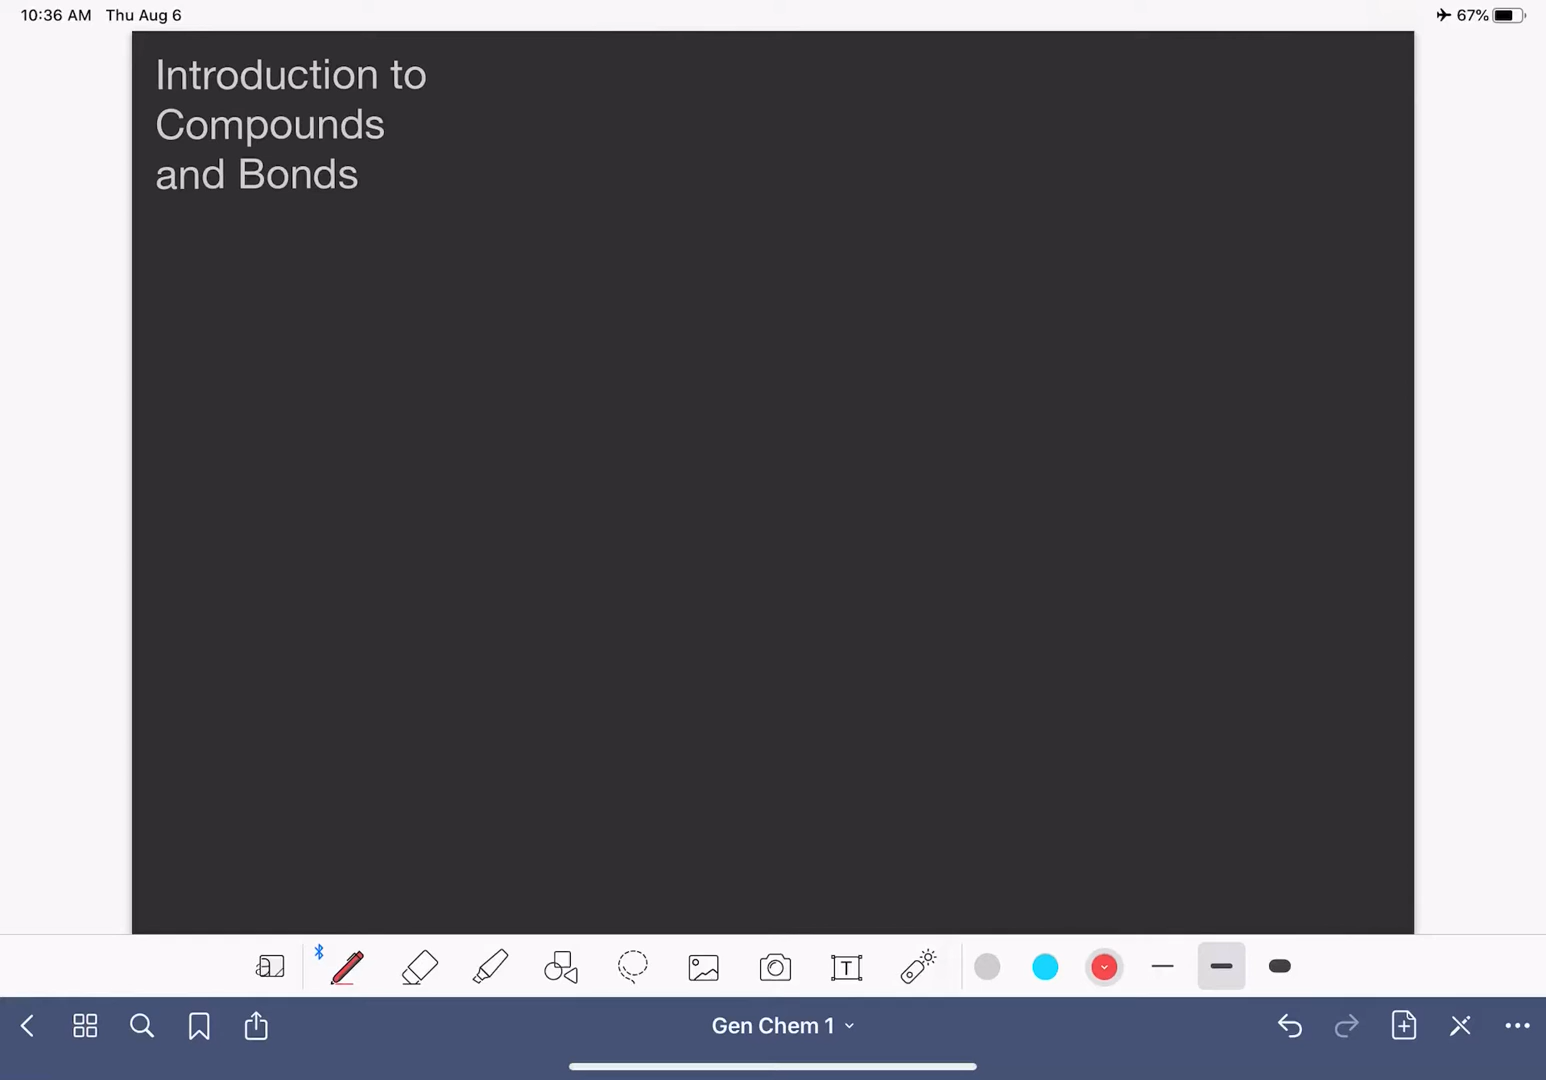 10:36 AM Thu Aug 6
67%
Introduction to
Compounds
and Bonds
T
Gen Chem 1